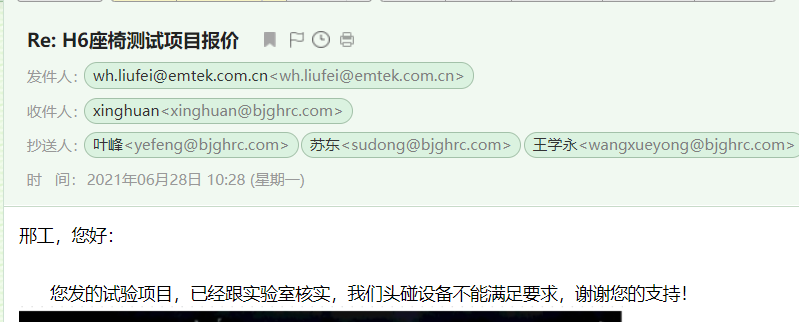 Re: H6座椅测试项目报价
发件人：wh.liufei@emtek.com.cn<wh.liufei@emtek.com.cn>
收件人：xinghuan<xinghuan@bjghrc.com>
抄送人：叶峰<yefeng@bjghrc.com> 苏东<sudong@bjghrc.com> 王学永<wangxueyong@bjghrc.com>
时 间：2021年06月28日 10:28 (星期一)
邢工，您好：
您发的试验项目，已经跟实验室核实，我们头碰设备不能满足要求，谢谢您的支持！